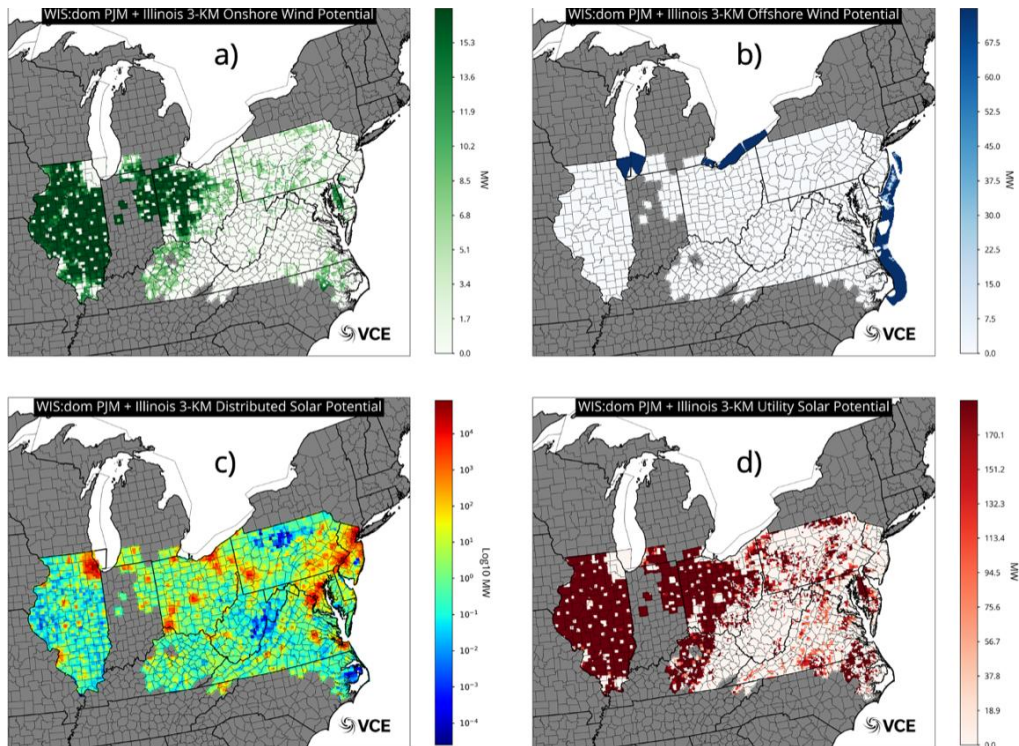 WIS:dom PJM + Illinois 3-KM Onshore Wind Potential
a)
15.3
13.6
11.9
10.2
8.5
6.8
5.1
3.4
1.7
0.0
MW
VCE
WIS:dom PJM + Illinois 3-KM Offshore Wind Potential
b)
67.5
60.0
52.5
45.0
37.5
30.0
22.5
15.0
7.5
0.0
MW
VCE
WIS:dom PJM + Illinois 3-KM Distributed Solar Potential
c)
10⁴
10³
10²
10¹
10⁰
10⁻¹
10⁻²
10⁻³
10⁻⁴
Log10 MW
VCE
WIS:dom PJM + Illinois 3-KM Utility Solar Potential
d)
170.1
151.2
132.3
113.4
94.5
75.6
56.7
37.8
18.9
0.0
MW
VCE